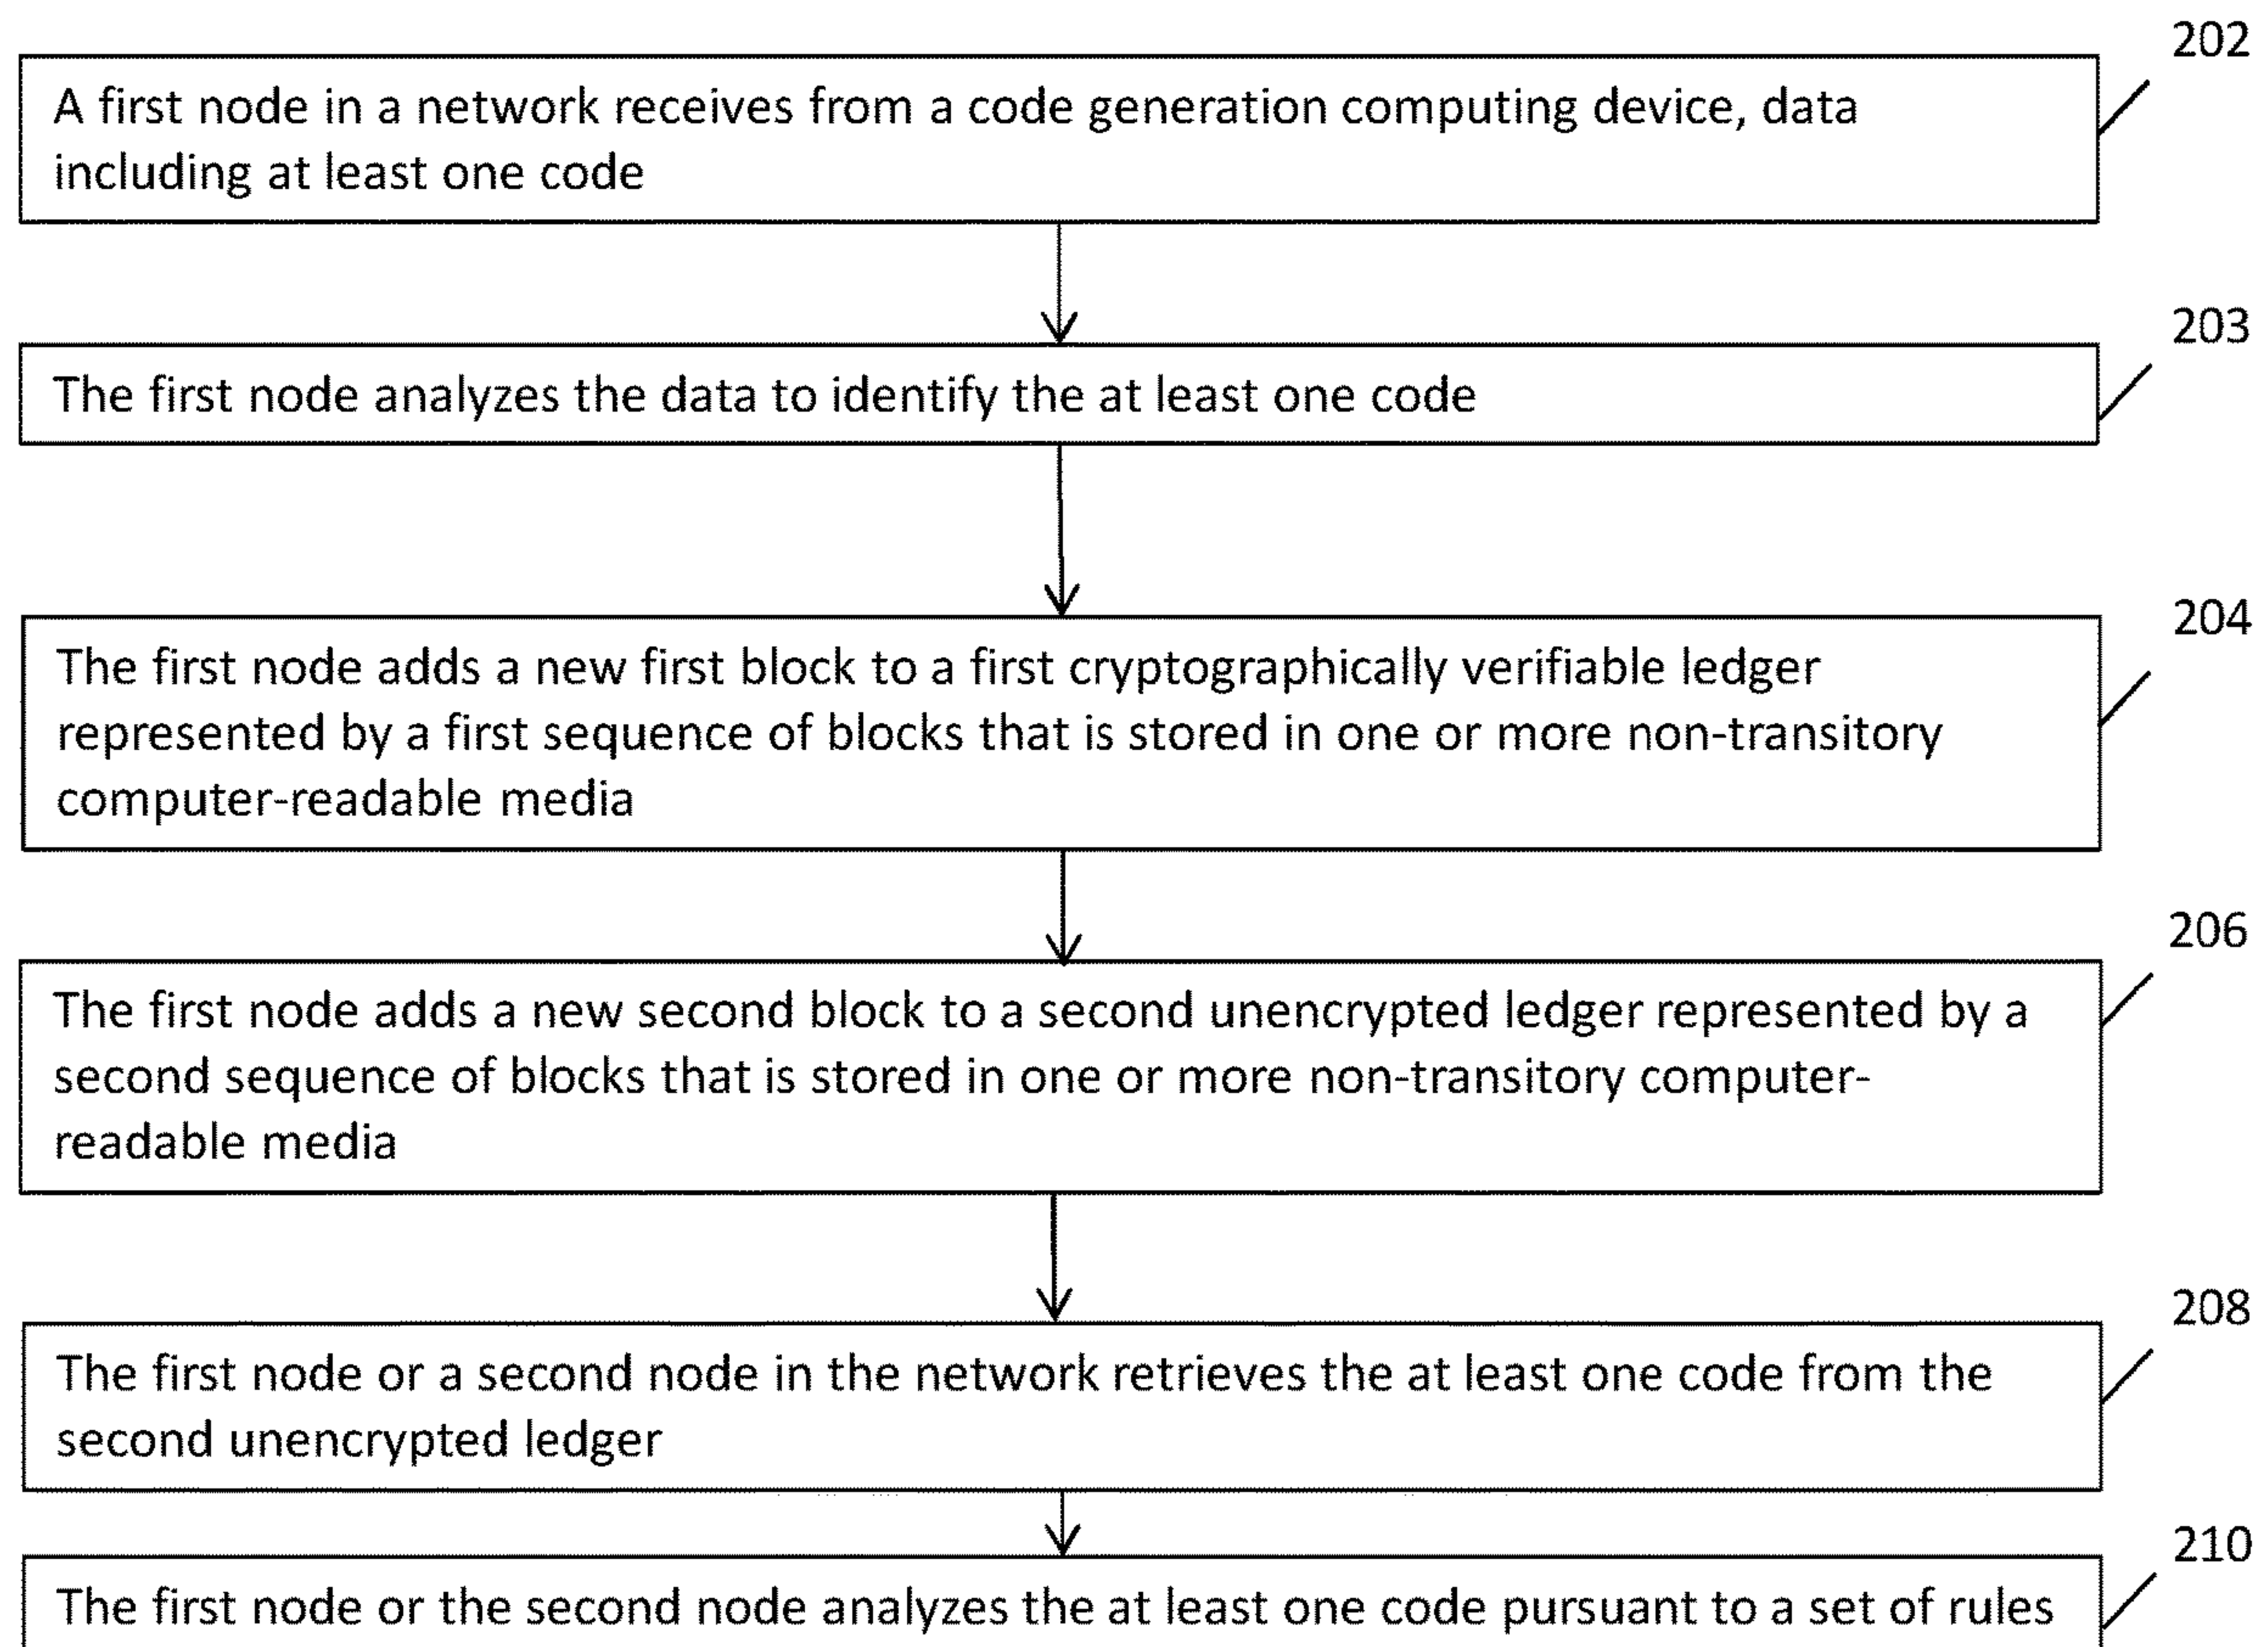 202
A first node in a network receives from a code generation computing device, data
including at least one code
203
The first node analyzes the data to identify the at least one code
204
The first node adds a new first block to a first cryptographically verifiable ledger
represented by a first sequence of blocks that is stored in one or more non-transitory
computer-readable media
206
The first node adds a new second block to a second unencrypted ledger represented by a
second sequence of blocks that is stored in one or more non-transitory computer-
readable media
208
The first node or a second node in the network retrieves the at least one code from the
second unencrypted ledger
210
The first node or the second node analyzes the at least one code pursuant to a set of rules